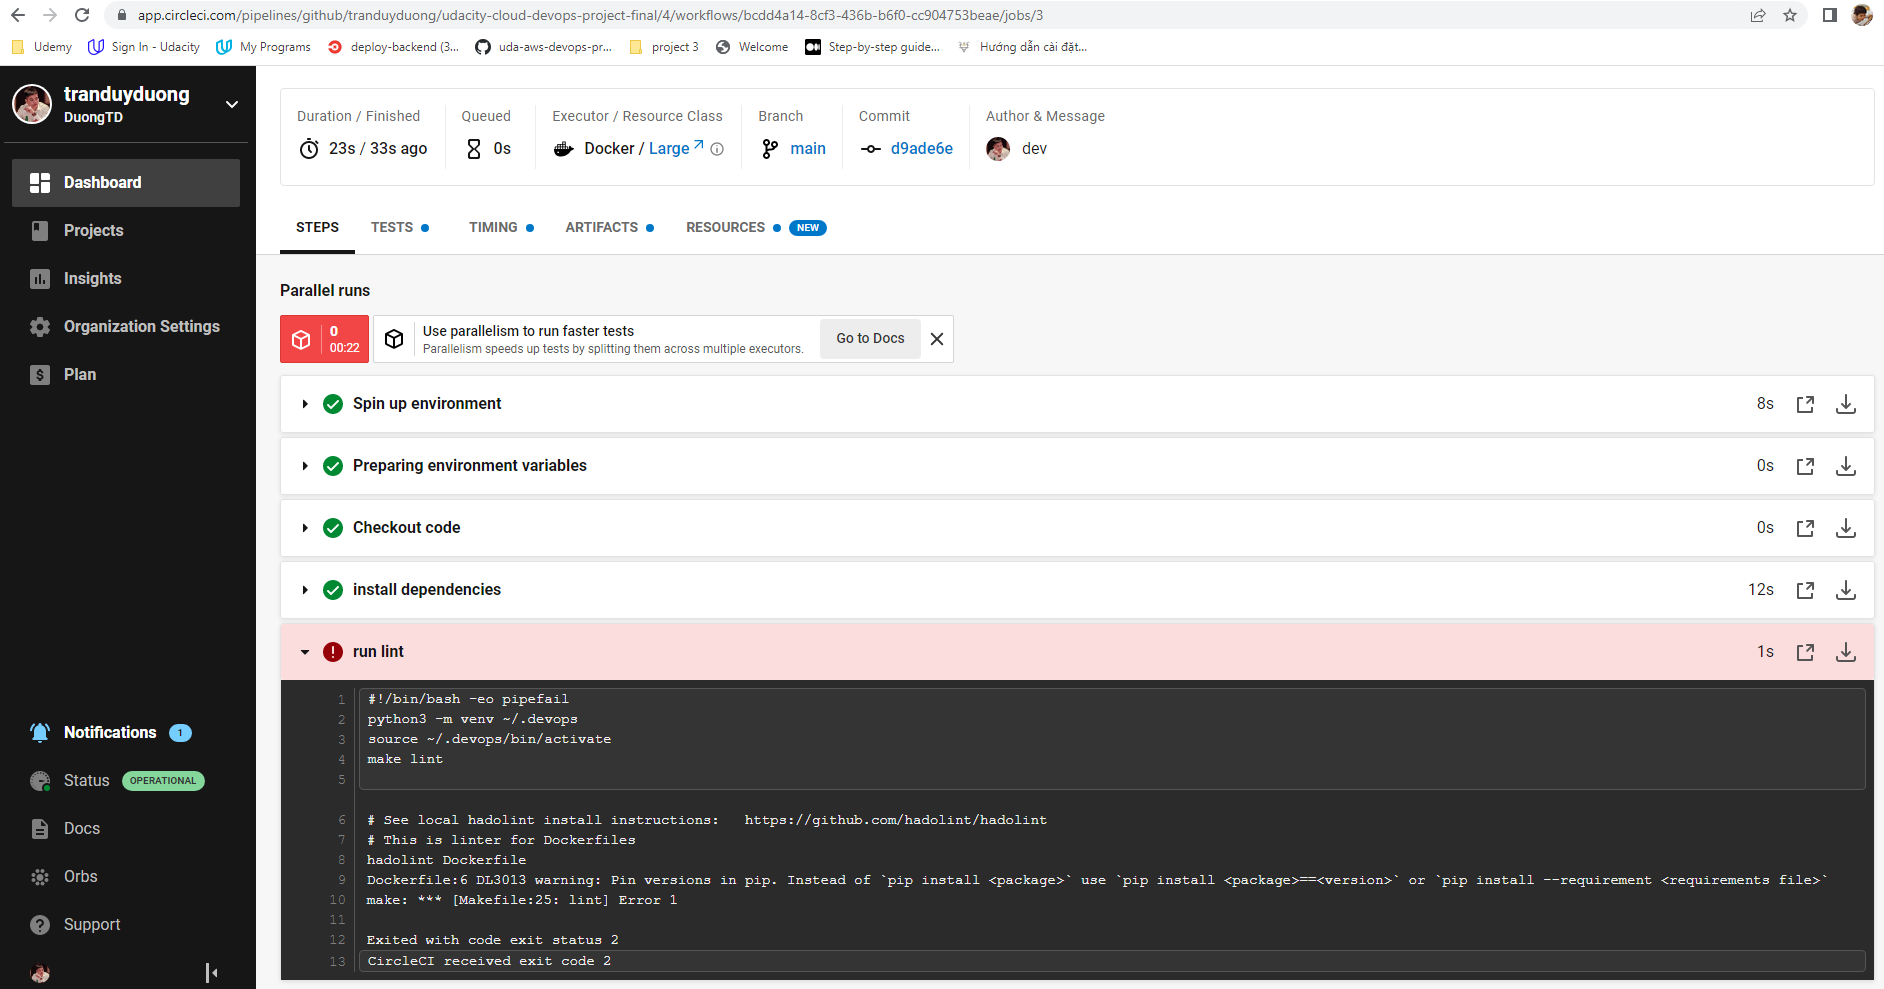 app.circleci.com/pipelines/github/tranduyduong/udacity-cloud-devops-project-final/4/workflows/bcdd4a14-8cf3-436b-b6f0-cc904753beae/jobs/3
Udemy Sign In - Udacity My Programs deploy-backend (3... uda-aws-devops-pr... project 3 Welcome Step-by-step guide... Hướng dẫn cài đặt...
tranduyduong
DuongTD
Dashboard
Projects
Insights
Organization Settings
Plan
Notifications 1
Status OPERATIONAL
Docs
Orbs
Support
Duration / Finished Queued Executor / Resource Class Branch Commit Author & Message
23s / 33s ago 0s Docker / Large main d9ade6e dev
STEPS TESTS TIMING ARTIFACTS RESOURCES NEW
Parallel runs
0
00:22
Use parallelism to run faster tests
Parallelism speeds up tests by splitting them across multiple executors.
Go to Docs
Spin up environment 8s
Preparing environment variables 0s
Checkout code 0s
install dependencies 12s
run lint 1s
1 #!/bin/bash -eo pipefail
2 python3 -m venv ~/.devops
3 source ~/.devops/bin/activate
4 make lint
5
6 # See local hadolint install instructions: https://github.com/hadolint/hadolint
7 # This is linter for Dockerfiles
8 hadolint Dockerfile
9 Dockerfile:6 DL3013 warning: Pin versions in pip. Instead of `pip install <package>` use `pip install <package>==<version>` or `pip install --requirement <requirements file>`
10 make: *** [Makefile:25: lint] Error 1
11
12 Exited with code exit status 2
13 CircleCI received exit code 2